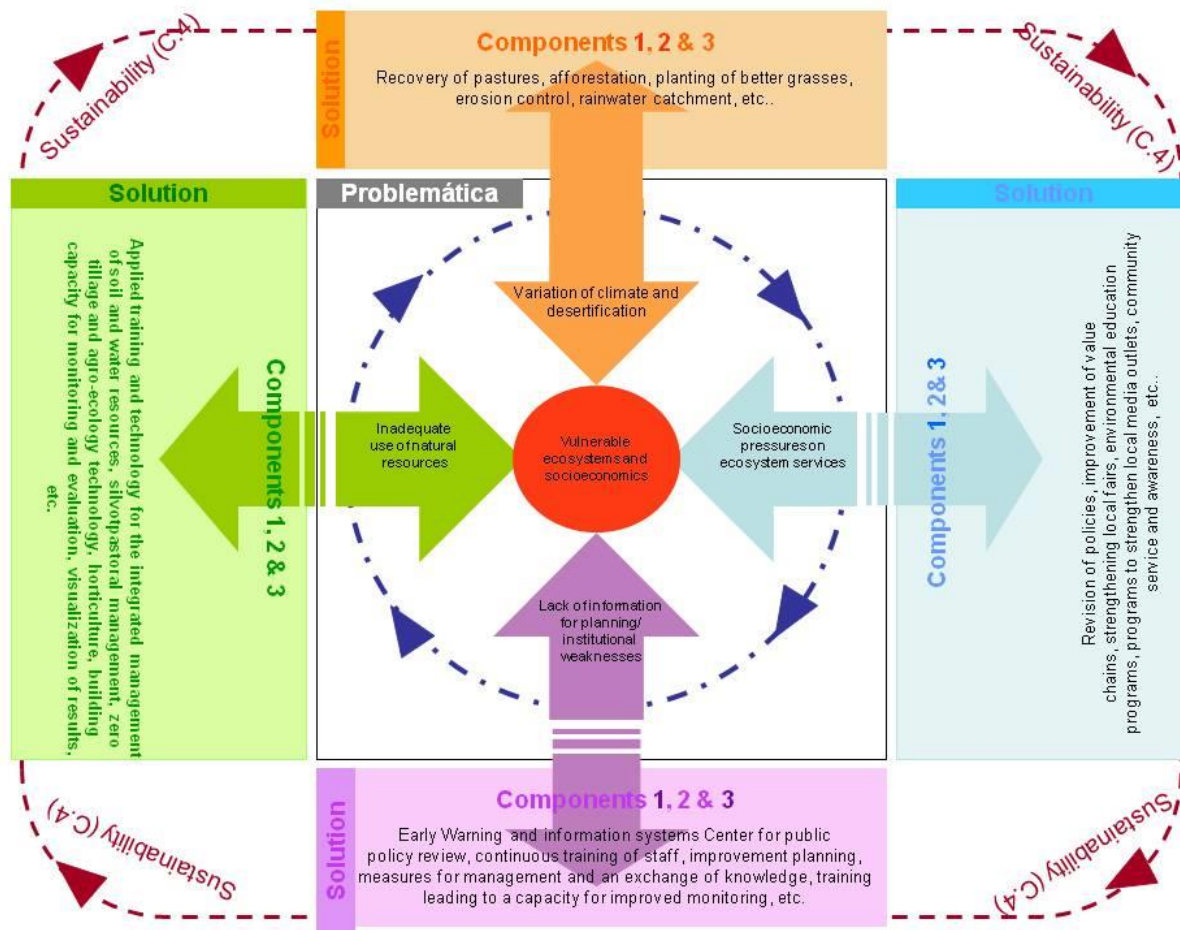 Sustainability (C.4)
Solution
Components 1, 2 & 3
Recovery of pastures, afforestation, planting of better grasses,
erosion control, rainwater catchment, etc..
Sustainability (C.4)
Solution
Applied training and technology for the integrated management
of soil and water resources, silvotpastoral management, zero
tillage and agro-ecology technology, horticulture, building
capacity for monitoring and evaluation, visualization of results,
etc.
Components 1, 2 & 3
Problemática
Variation of climate and
desertification
Inadequate
use of natural
resources
Vulnerable
ecosystems and
socioeconomics
Socioeconomic
pressures on
ecosystem services
Lack of information
for planning/
institutional
weaknesses
Solution
Components 1, 2 & 3
Revision of policies, improvement of value
chains, strengthening local fairs, environmental education
programs, programs to strengthen local media outlets, community
service and awareness, etc..
Sustainability (C.4)
Solution
Components 1, 2 & 3
Early Warning and information systems Center for public
policy review, continuous training of staff, improvement planning,
measures for management and an exchange of knowledge, training
leading to a capacity for improved monitoring, etc.
Sustainability (C.4)